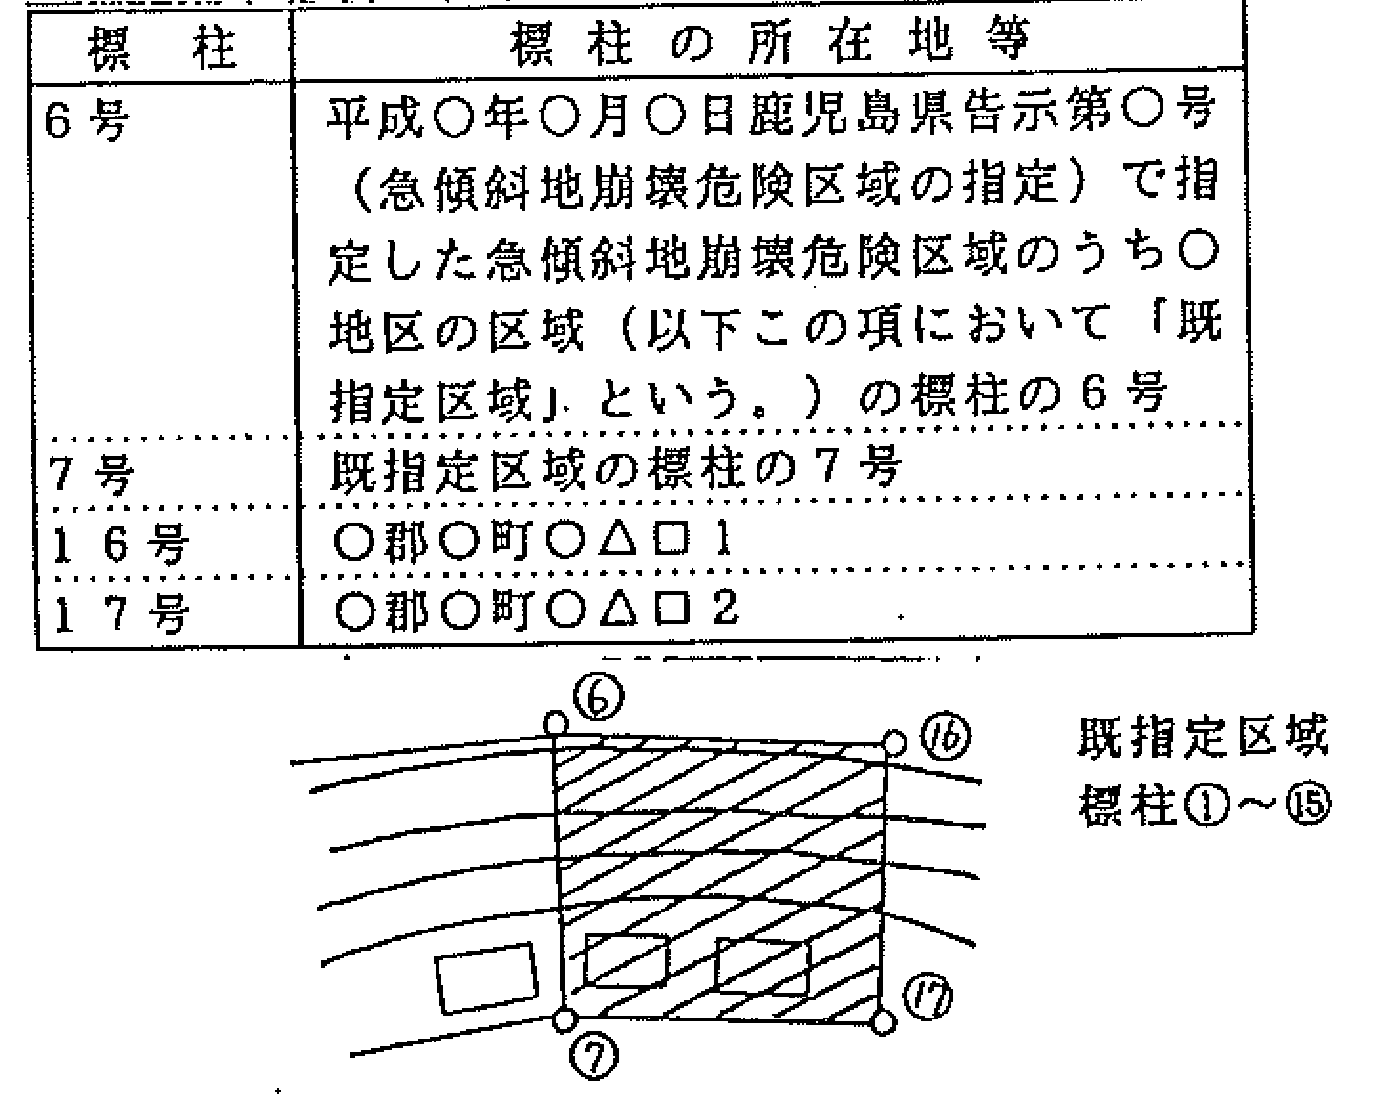 標　柱　標柱の所在地等
6号　平成○年○月○日鹿児島県告示第○号
（急傾斜地崩壊危険区域の指定）で指
定した急傾斜地崩壊危険区域のうち○
地区の区域（以下この項において「既
指定区域」という。）の標柱の6号
7号　既指定区域の標柱の7号
16号　○郡○町○△□1
17号　○郡○町○△□2
⑥
⑯
既指定区域
標柱①～⑮
⑰
⑦